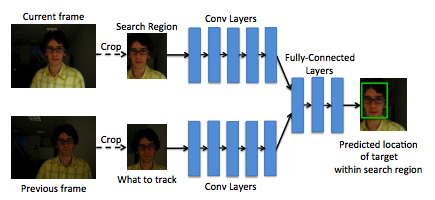 Current frame
Crop
Search Region
Conv Layers
Fully-Connected
Layers
Crop
Previous frame
What to track
Conv Layers
Predicted location
of target
within search region